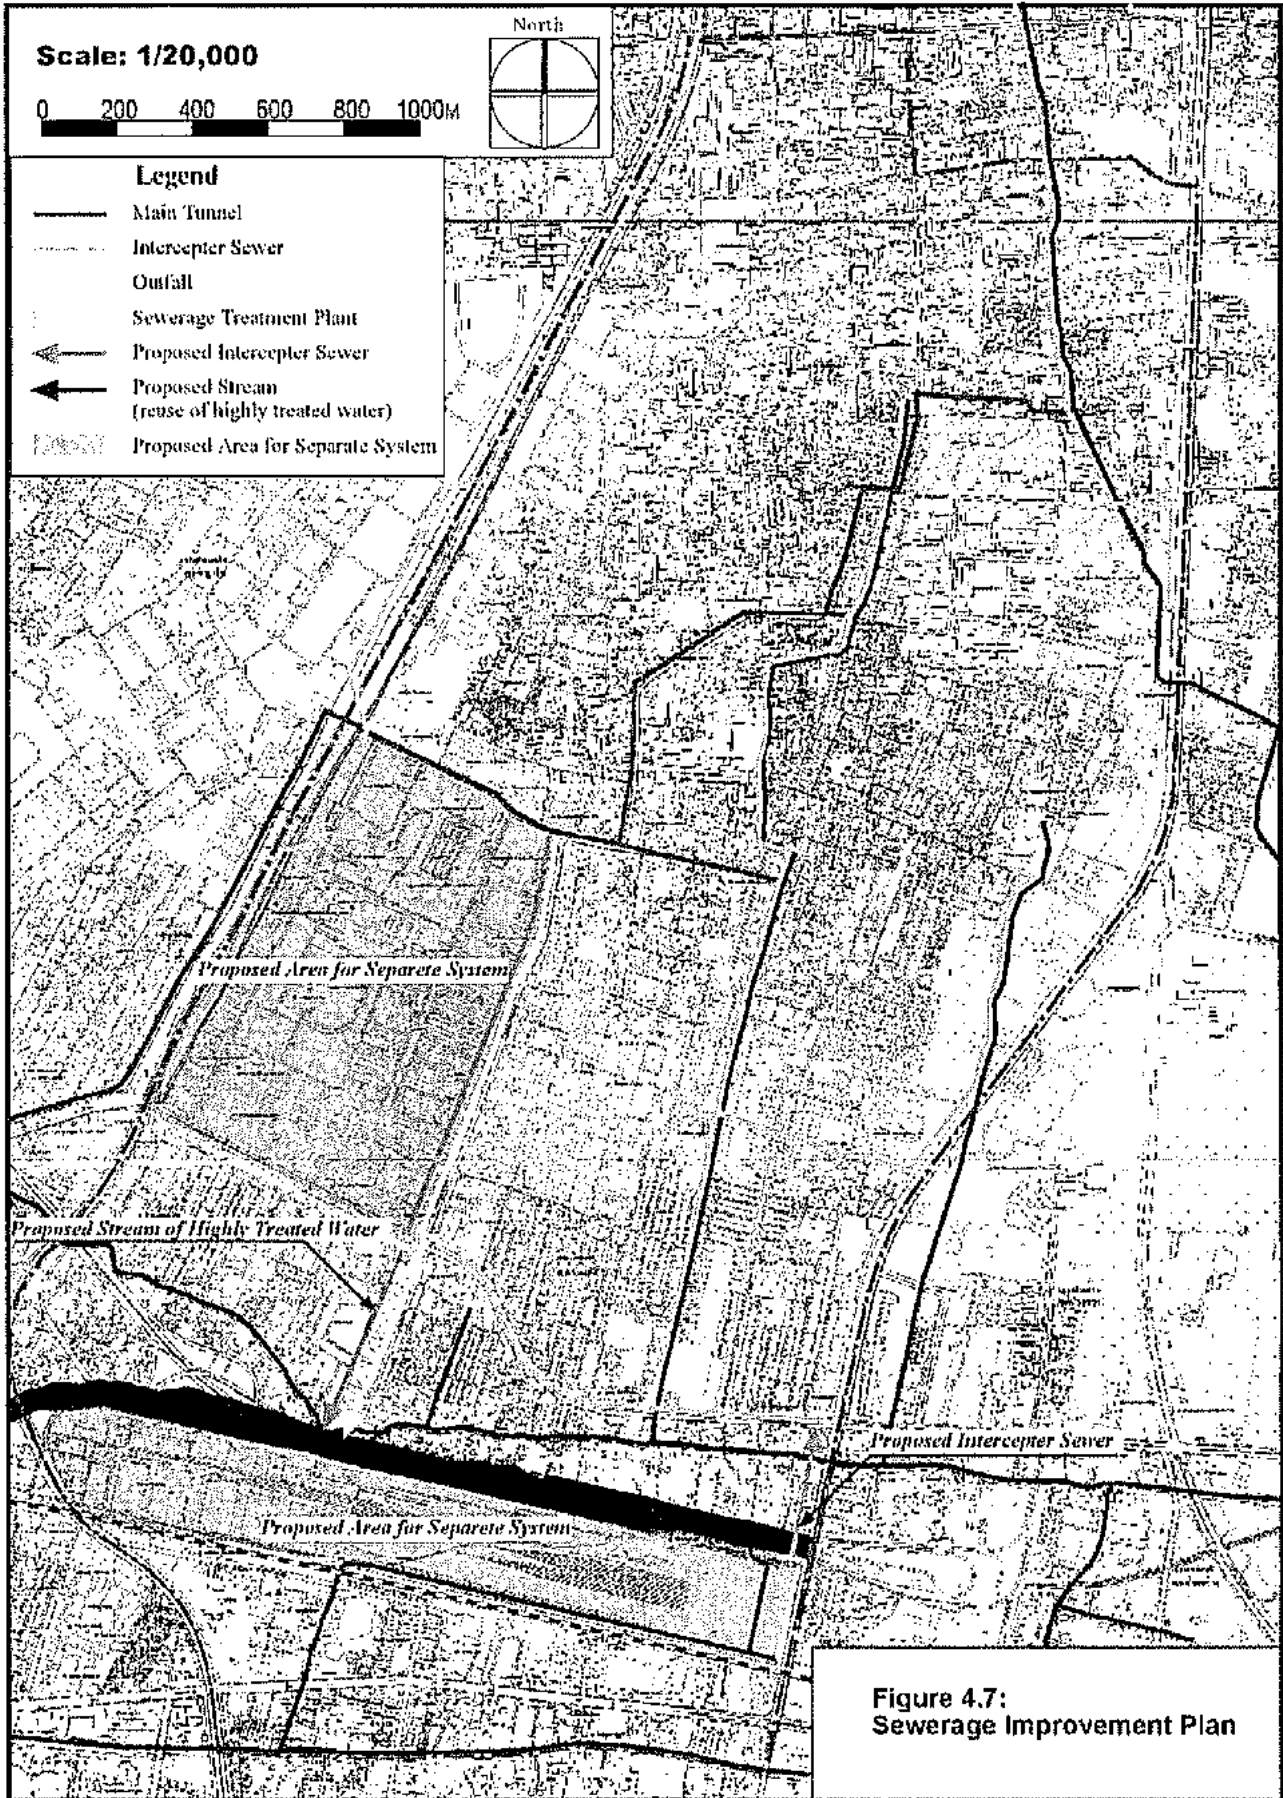 North
Scale: 1/20,000
0 200 400 600 800 1000M
Legend
Main Tunnel
Intercepter Sewer
Outfall
Sewerage Treatment Plant
Proposed Intercepter Sewer
Proposed Stream
(reuse of highly treated water)
Proposed Area for Separate System
Proposed Area for Separete System
Proposed Stream of Highly Treated Water
Proposed Intercepter Sewer
Proposed Area for Separete System
Figure 4.7:
Sewerage Improvement Plan